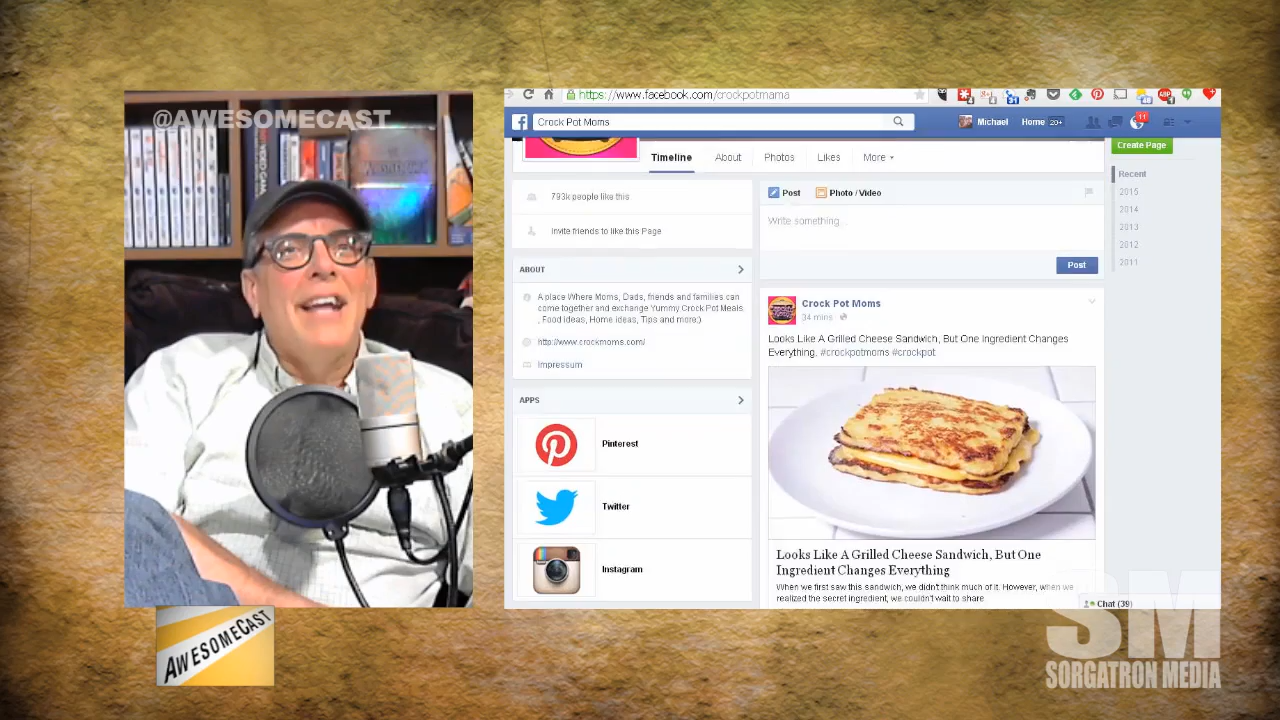 @AWESOMECAST
https://www.facebook.com/crockpotmama
Crock Pot Moms
Michael
Home 20+
11
Create Page
Timeline
About
Photos
Likes
More
Recent
2015
2014
2013
2012
2011
793k people like this
Invite friends to like this Page
ABOUT
A place Where Moms, Dads, friends and families can
come together and exchange Yummy Crock Pot Meals
, Food Ideas, Home ideas, Tips and more:)
http://www.crockmoms.com/
Impressum
APPS
Pinterest
Twitter
Instagram
Post
Photo / Video
Write something...
Post
Crock Pot Moms
34 mins
Looks Like A Grilled Cheese Sandwich, But One Ingredient Changes
Everything. #crockpotmoms #crockpot
Looks Like A Grilled Cheese Sandwich, But One
Ingredient Changes Everything
When we first saw this sandwich, we didn't think much of it. However, when we
realized the secret ingredient, we couldn't wait to share.
Chat (39)
AWESOMECAST
SM
SORGATRON MEDIA